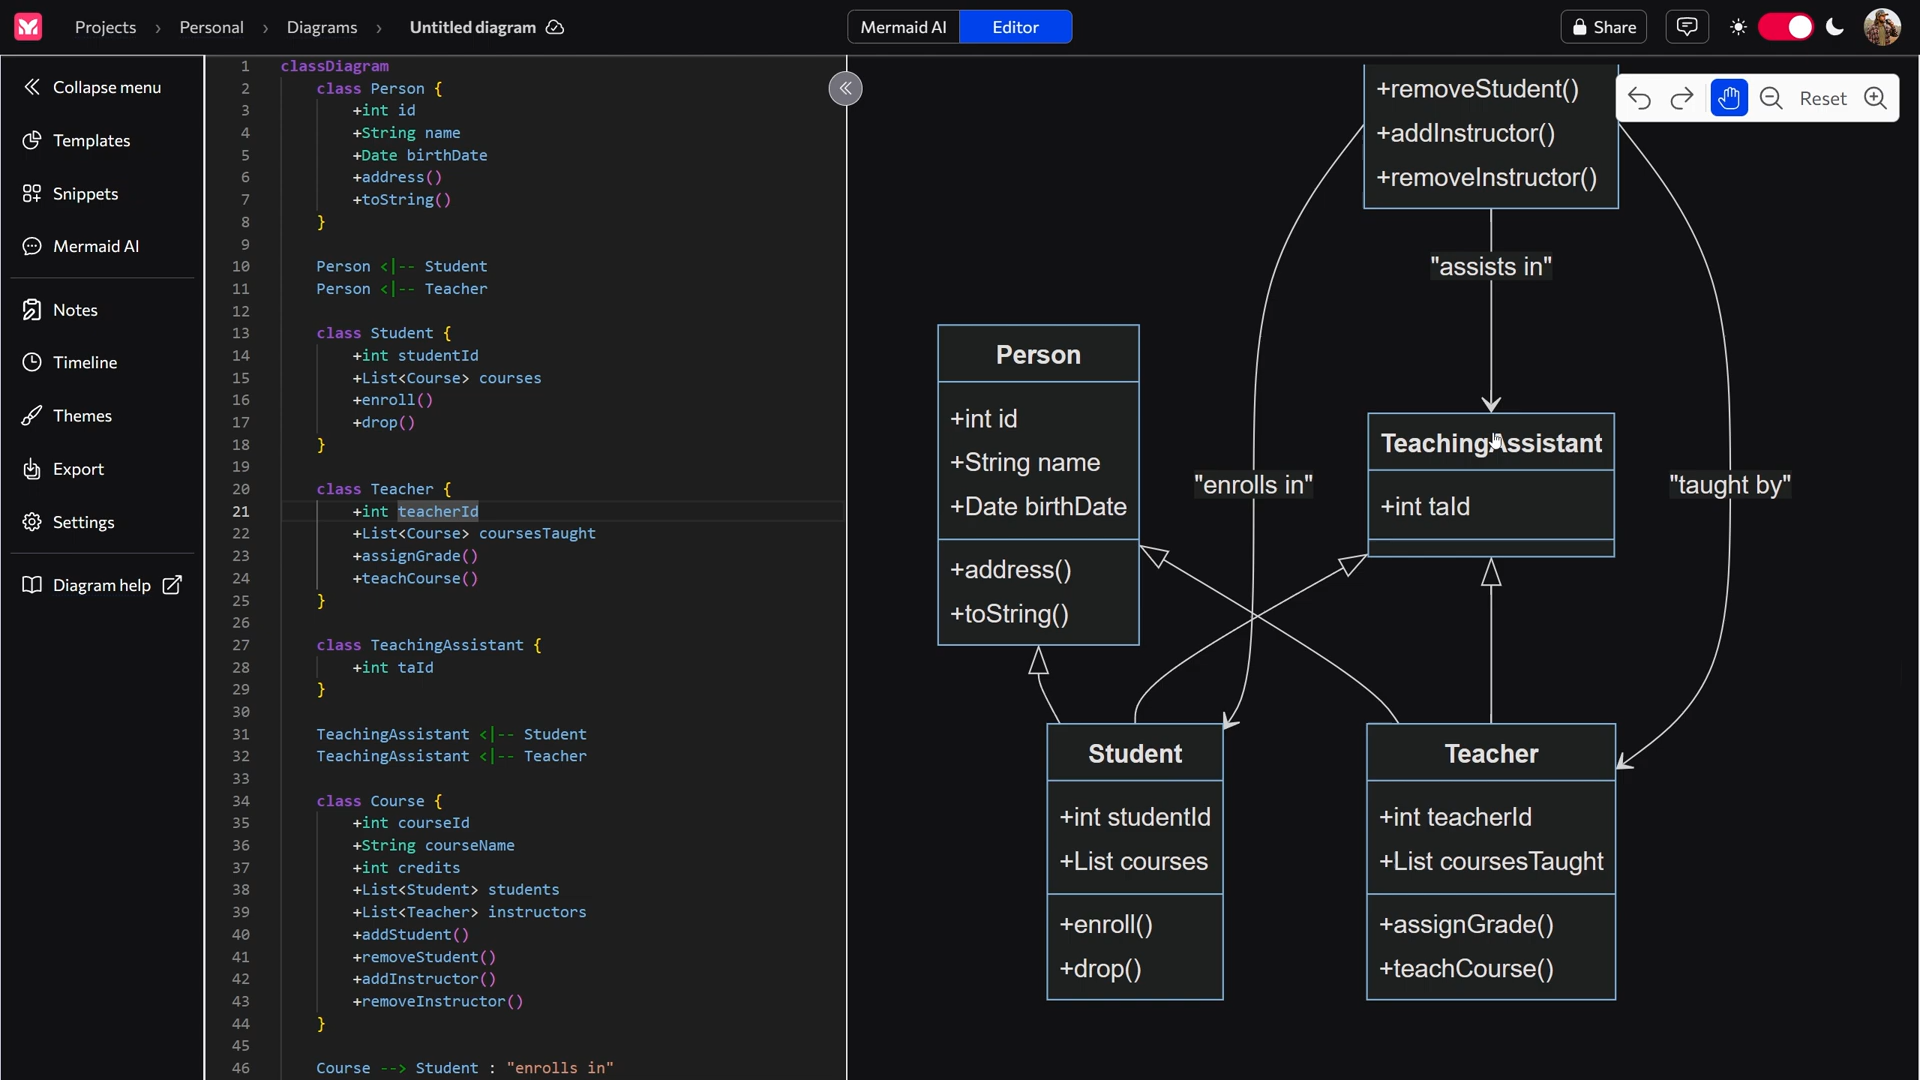 Projects › Personal › Diagrams › Untitled diagram
Mermaid AI Editor
Share
Collapse menu
Templates
Snippets
Mermaid AI
Notes
Timeline
Themes
Export
Settings
Diagram help
1 classDiagram
2 class Person {
3 +int id
4 +String name
5 +Date birthDate
6 +address()
7 +toString()
8 }
9
10 Person <|-- Student
11 Person <|-- Teacher
12
13 class Student {
14 +int studentId
15 +List<Course> courses
16 +enroll()
17 +drop()
18 }
19
20 class Teacher {
21 +int teacherId
22 +List<Course> coursesTaught
23 +assignGrade()
24 +teachCourse()
25 }
26
27 class TeachingAssistant {
28 +int taId
29 }
30
31 TeachingAssistant <|-- Student
32 TeachingAssistant <|-- Teacher
33
34 class Course {
35 +int courseId
36 +String courseName
37 +int credits
38 +List<Student> students
39 +List<Teacher> instructors
40 +addStudent()
41 +removeStudent()
42 +addInstructor()
43 +removeInstructor()
44 }
45
46 Course --> Student : "enrolls in"
Reset
+removeStudent()
+addInstructor()
+removeInstructor()
"assists in"
"enrolls in"
"taught by"
Person
+int id
+String name
+Date birthDate
+address()
+toString()
TeachingAssistant
+int taId
Student
+int studentId
+List courses
+enroll()
+drop()
Teacher
+int teacherId
+List coursesTaught
+assignGrade()
+teachCourse()